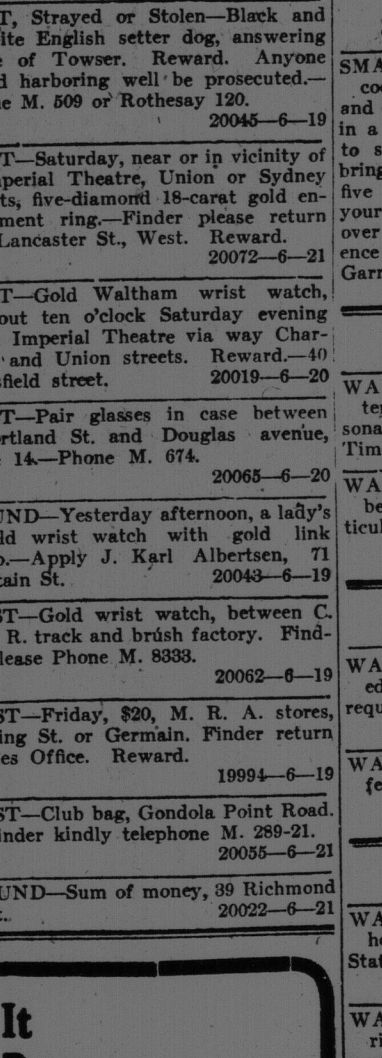 T, Strayed or Stolen—Black and
ite English setter dog, answering
e of Towser. Reward. Anyone
d harboring well be prosecuted.—
e M. 509 or Rothesay 120.
20045—6—19
T—Saturday, near or in vicinity of
perial Theatre, Union or Sydney
ts, five-diamond 18-carat gold en-
ment ring.—Finder please return
Lancaster St., West. Reward.
20072—6—21
T—Gold Waltham wrist watch,
out ten o'clock Saturday evening
Imperial Theatre via way Char-
and Union streets. Reward.—40
sfield street. 20019—6—20
T—Pair glasses in case between
rtland St. and Douglas avenue,
14.—Phone M. 674.
20065—6—20
UND—Yesterday afternoon, a lady's
ld wrist watch with gold link
p.—Apply J. Karl Albertsen, 71
tain St. 20043—6—19
ST—Gold wrist watch, between C.
R. track and brush factory. Find-
lease Phone M. 8333.
20062—6—19
ST—Friday, $20, M. R. A. stores,
ing St. or Germain. Finder return
es Office. Reward.
19994—6—19
ST—Club bag, Gondola Point Road.
inder kindly telephone M. 289-21.
20055—6—21
UND—Sum of money, 39 Richmond
t. 20022—6—21
It
SMA
coo
and
in a
to s
bring
five
your
over
ence
Garr
WA
te
sona
Tim
WA
be
ticul
WA
ed
requ
WA
fe
WA
h
Stat
WA
ri